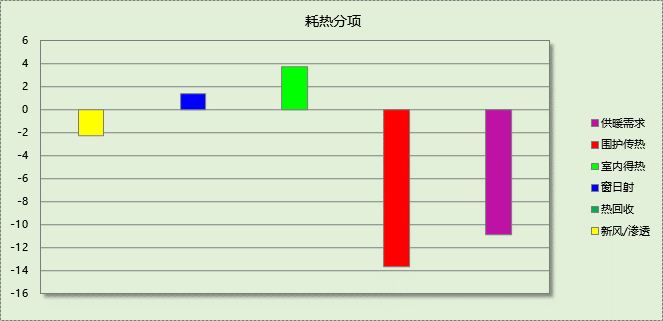 耗热分项
6
4
2
0
-2
-4
-6
-8
-10
-12
-14
-16
供暖需求
围护传热
室内得热
窗日射
热回收
新风/渗透